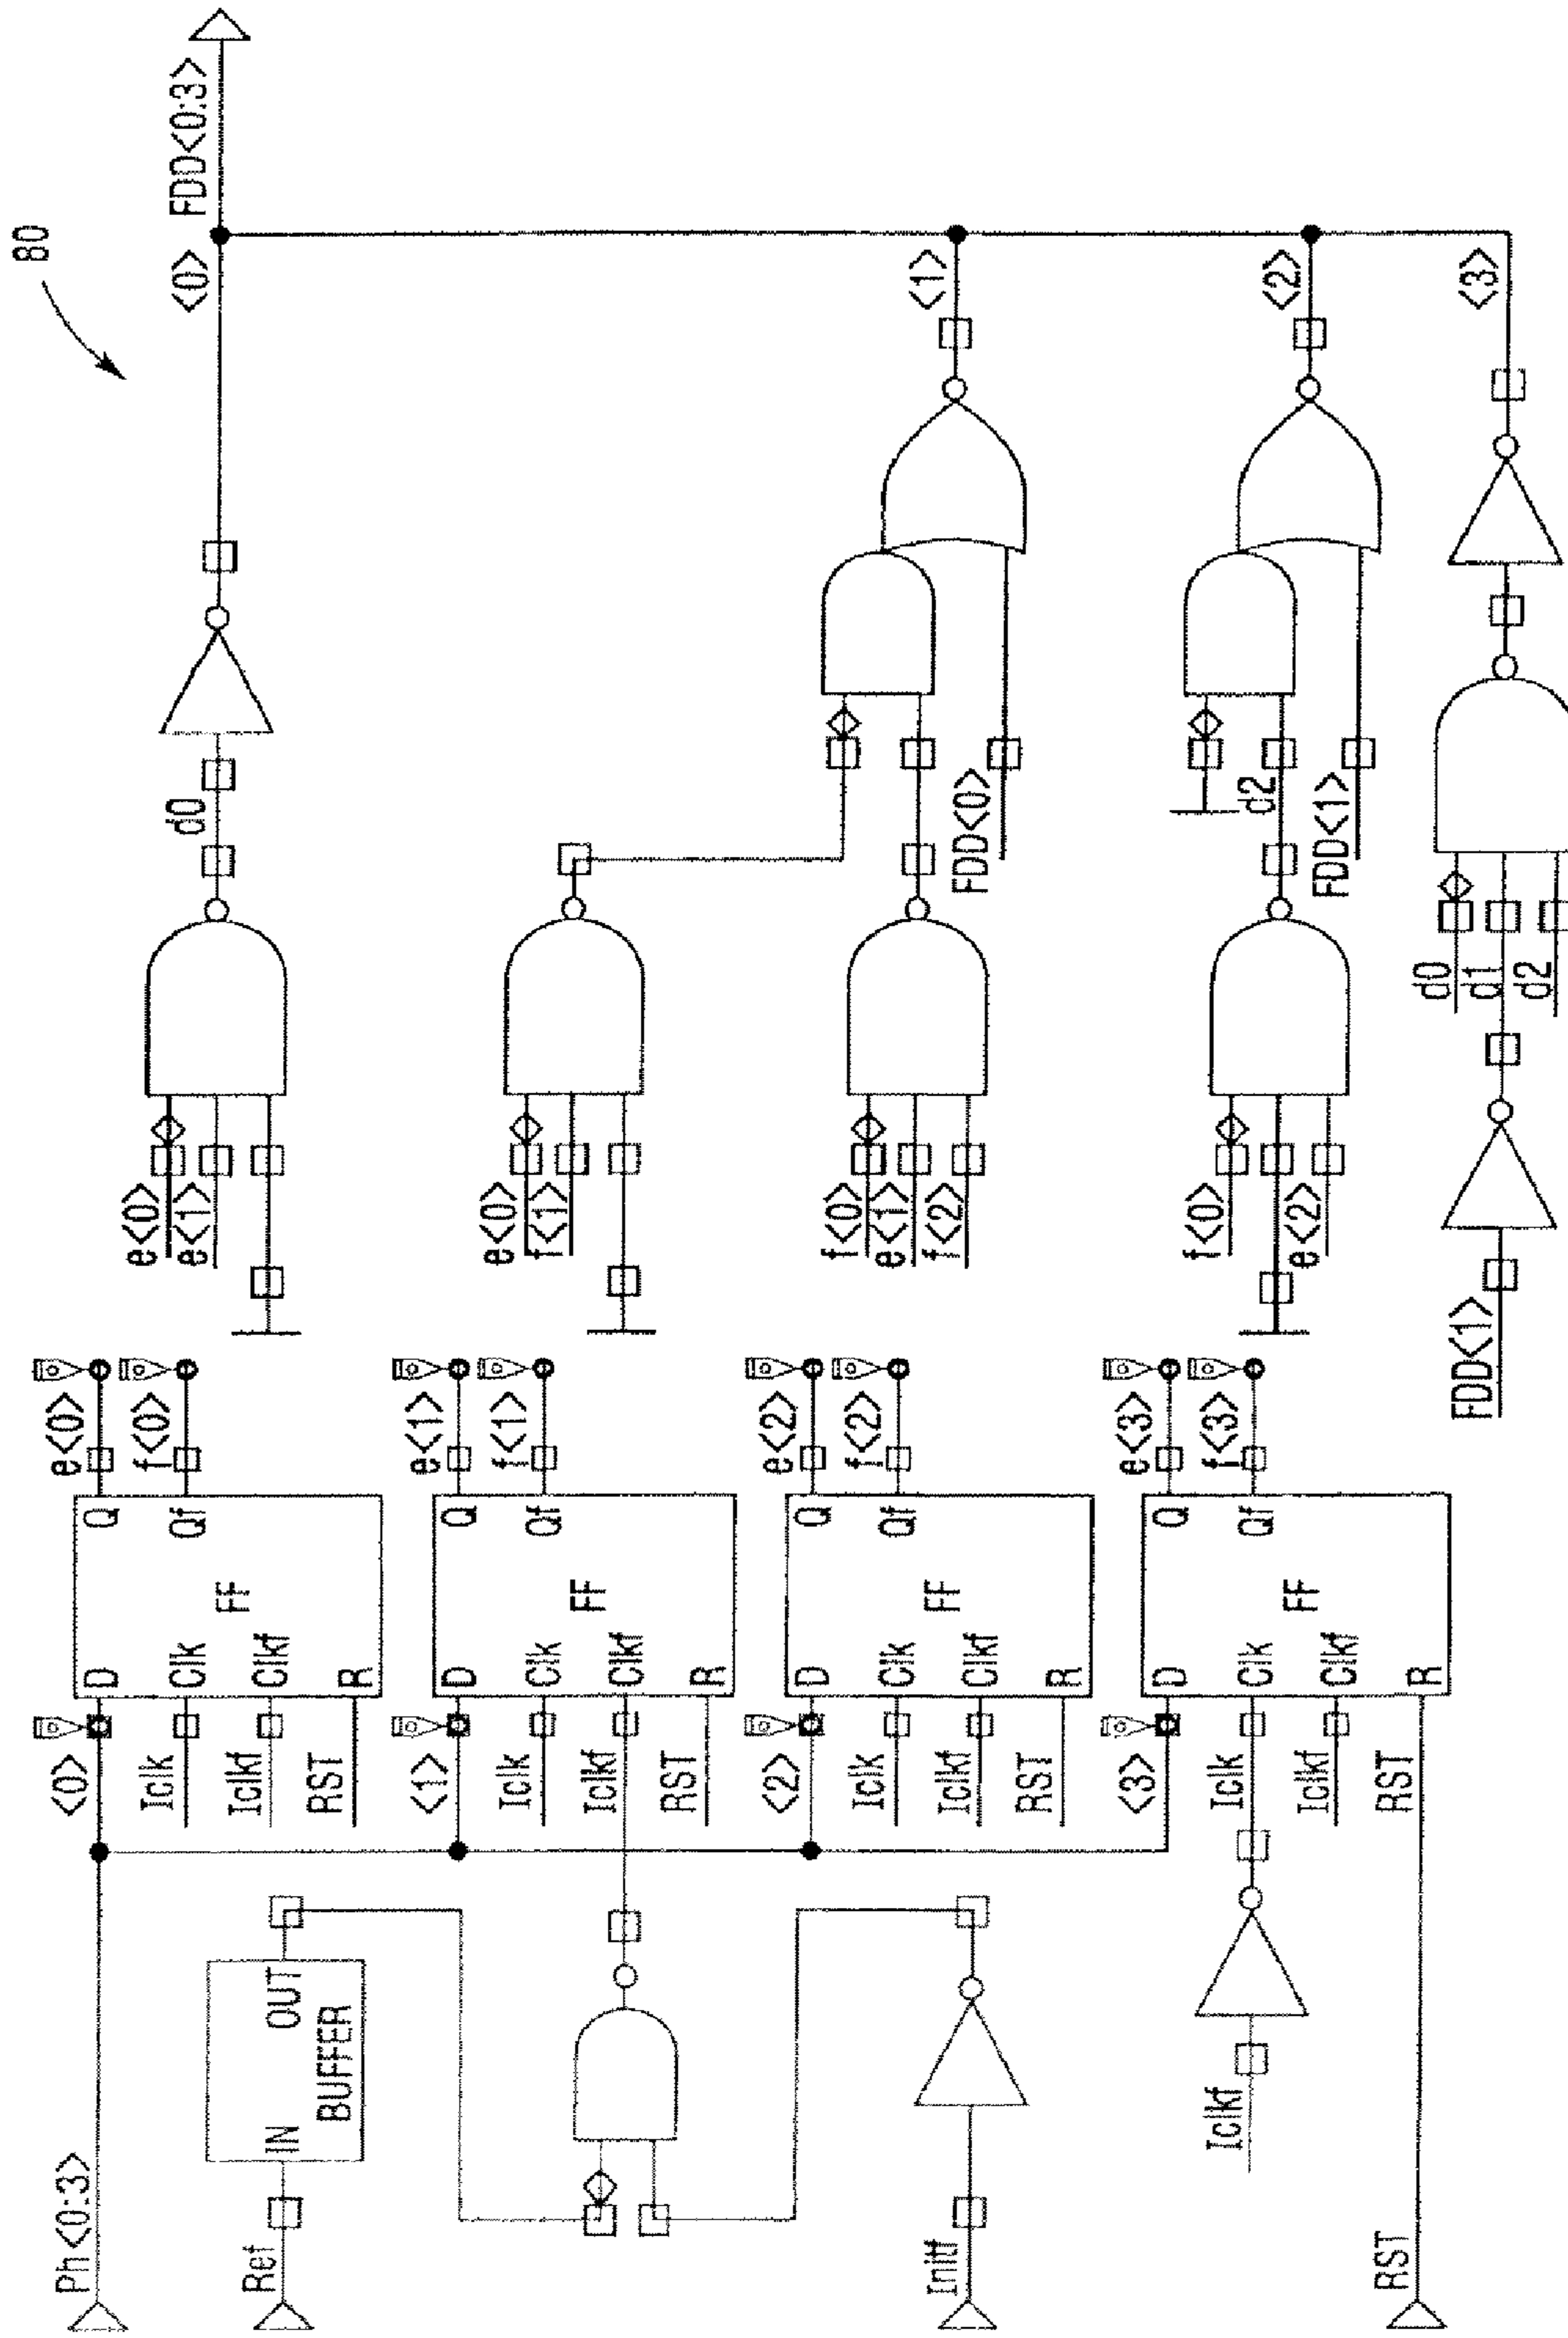 80
Ph<0:3>
<0>
D
Q
e<0>
Iclk
Clk
Qf
f<0>
FF
Iclkf
Clkf
RST
R
Ref
IN
OUT
BUFFER
<1>
D
Q
e<1>
Iclk
Clk
Qf
f<1>
FF
Iclkf
Clkf
RST
R
<2>
D
Q
e<2>
Iclk
Clk
Qf
f<2>
FF
Iclkf
Clkf
RST
R
Initf
<3>
D
Q
e<3>
Iclkf
Iclk
Clk
Qf
f<3>
FF
Iclkf
Clkf
RST
RST
R
e<0>
e<1>
d0
<0>
FDD<0:3>
e<0>
f<1>
f<0>
e<1>
f<2>
FDD<0>
<1>
f<0>
e<2>
d2
FDD<1>
<2>
FDD<1>
d0
d1
d2
<3>